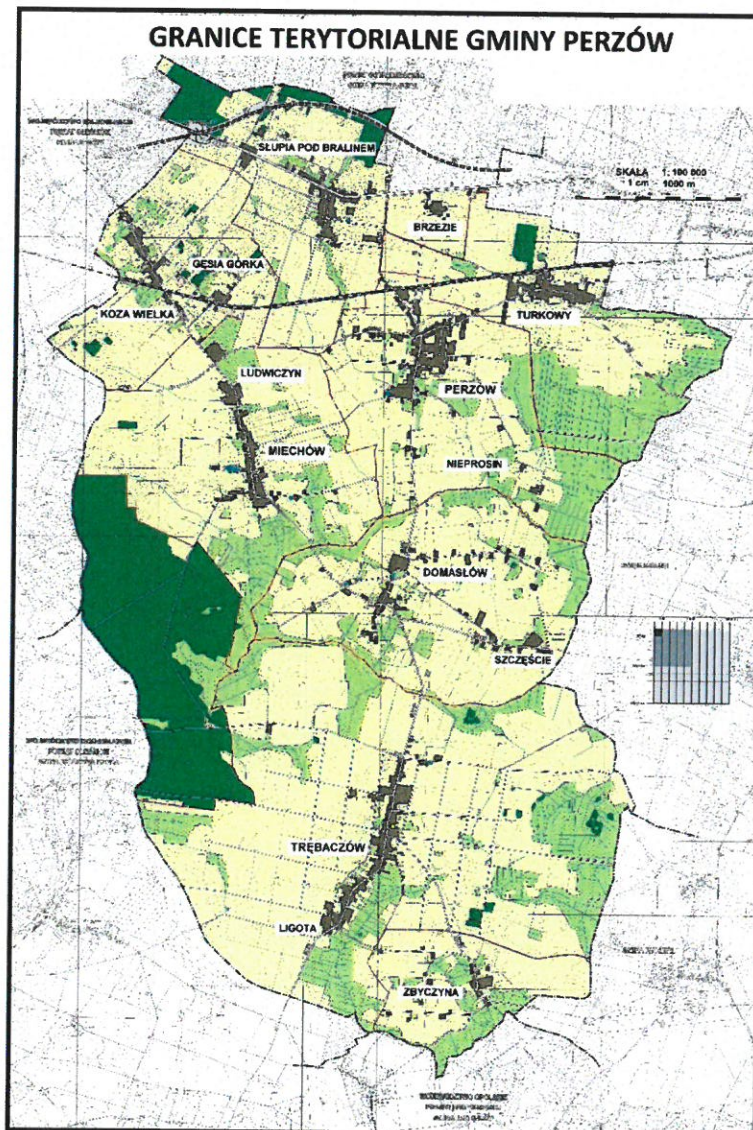 GRANICE TERYTORIALNE GMINY PERZÓW
SŁUPIA POD BRALINEM
SKALA 1: 100 000
1 cm 1000 m
BRZEZIE
GĘSIA GÓRKA
KOZA WIELKA
TURKOWY
LUDWICZYN
PERZÓW
MIECHÓW
NIEPROSIN
DOMASŁÓW
SZCZĘŚCIE
TRĘBACZÓW
LIGOTA
ZBYCZYNA